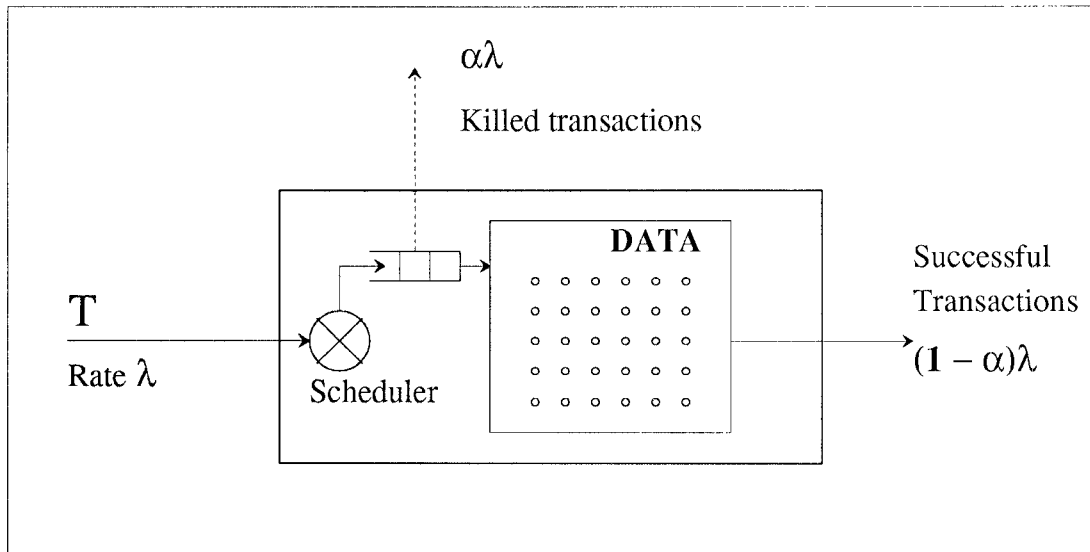 αλ
Killed transactions
DATA
T
Rate λ
Scheduler
Successful
Transactions
(1 − α)λ